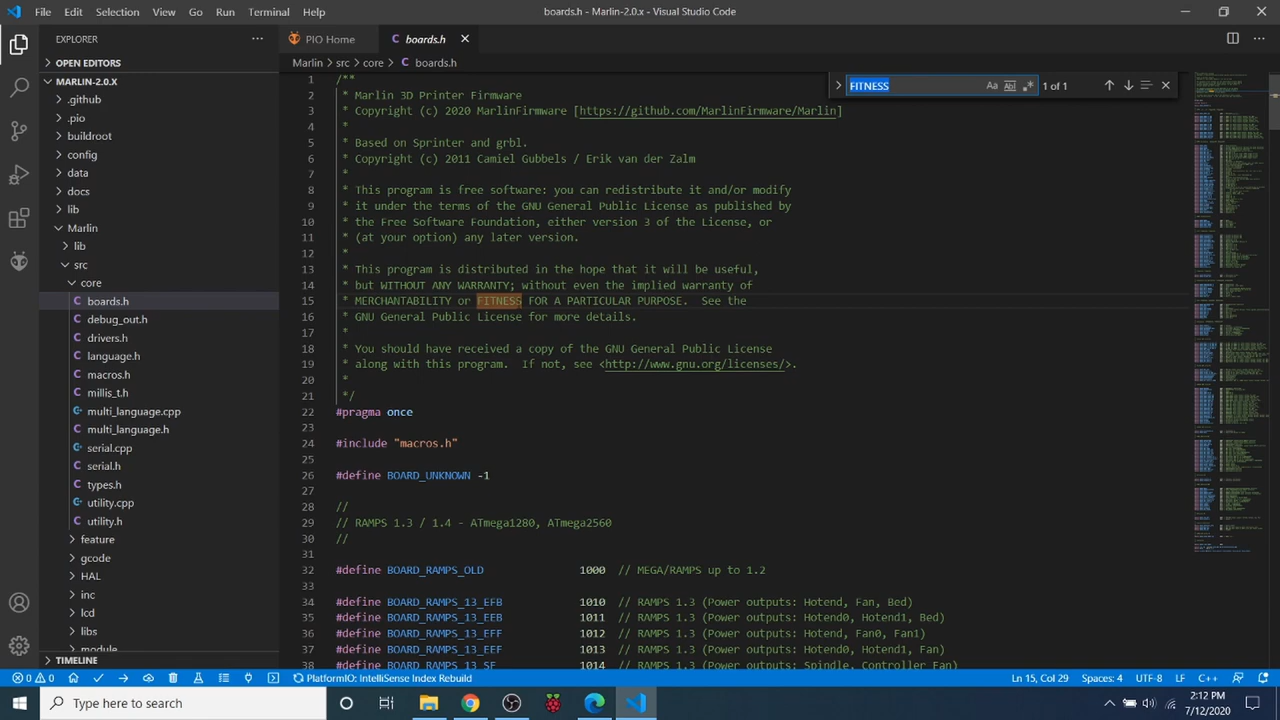 File Edit Selection View Go Run Terminal Help boards.h - Marlin-2.0.x - Visual Studio Code
EXPLORER
OPEN EDITORS
MARLIN-2.0.X
.github
.pio
buildroot
config
data
docs
lib
Marlin
lib
src
core
boards.h
debug_out.h
drivers.h
language.h
macros.h
millis_t.h
multi_language.cpp
multi_language.h
serial.cpp
serial.h
types.h
utility.cpp
utility.h
feature
gcode
HAL
inc
lcd
libs
module
TIMELINE
PIO Home boards.h
Marlin > src > core > boards.h
FITNESS Aa Abl .* 1 of 1
1 /**
2 * Marlin 3D Printer Firmware
3 * Copyright (c) 2020 MarlinFirmware [https://github.com/MarlinFirmware/Marlin]
4 *
5 * Based on Sprinter and grbl.
6 * Copyright (c) 2011 Camiel Gubbels / Erik van der Zalm
7 *
8 * This program is free software: you can redistribute it and/or modify
9 * it under the terms of the GNU General Public License as published by
10 * the Free Software Foundation, either version 3 of the License, or
11 * (at your option) any later version.
12 *
13 * This program is distributed in the hope that it will be useful,
14 * but WITHOUT ANY WARRANTY; without even the implied warranty of
15 * MERCHANTABILITY or FITNESS FOR A PARTICULAR PURPOSE.  See the
16 * GNU General Public License for more details.
17 *
18 * You should have received a copy of the GNU General Public License
19 * along with this program.  If not, see <http://www.gnu.org/licenses/>.
20 *
21 */
22 #pragma once
23
24 #include "macros.h"
25
26 #define BOARD_UNKNOWN -1
27
28 //
29 // RAMPS 1.3 / 1.4 - ATmega1280, ATmega2560
30 //
31
32 #define BOARD_RAMPS_OLD 1000 // MEGA/RAMPS up to 1.2
33
34 #define BOARD_RAMPS_13_EFB 1010 // RAMPS 1.3 (Power outputs: Hotend, Fan, Bed)
35 #define BOARD_RAMPS_13_EEB 1011 // RAMPS 1.3 (Power outputs: Hotend0, Hotend1, Bed)
36 #define BOARD_RAMPS_13_EFF 1012 // RAMPS 1.3 (Power outputs: Hotend, Fan0, Fan1)
37 #define BOARD_RAMPS_13_EEF 1013 // RAMPS 1.3 (Power outputs: Hotend0, Hotend1, Fan)
38 #define BOARD_RAMPS_13_SF 1014 // RAMPS 1.3 (Power outputs: Spindle, Controller Fan)
0 0 PlatformIO: IntelliSense Index Rebuild Ln 15, Col 29 Spaces: 4 UTF-8 LF C++
Type here to search
2:12 PM
7/12/2020